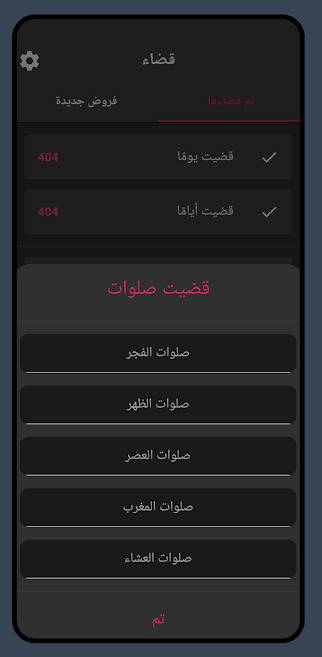 قضاء
تم قضاءها
فروض جديدة
قضيت يومًا
404
قضيت أيامًا
404
قضيت صلوات
صلوات الفجر
صلوات الظهر
صلوات العصر
صلوات المغرب
صلوات العشاء
تم